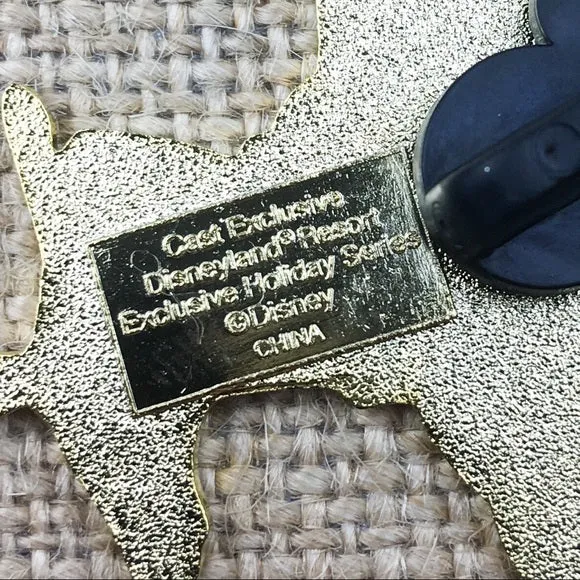 Cast Exclusive
Disneyland® Resort
Exclusive Holiday Series
©Disney
CHINA